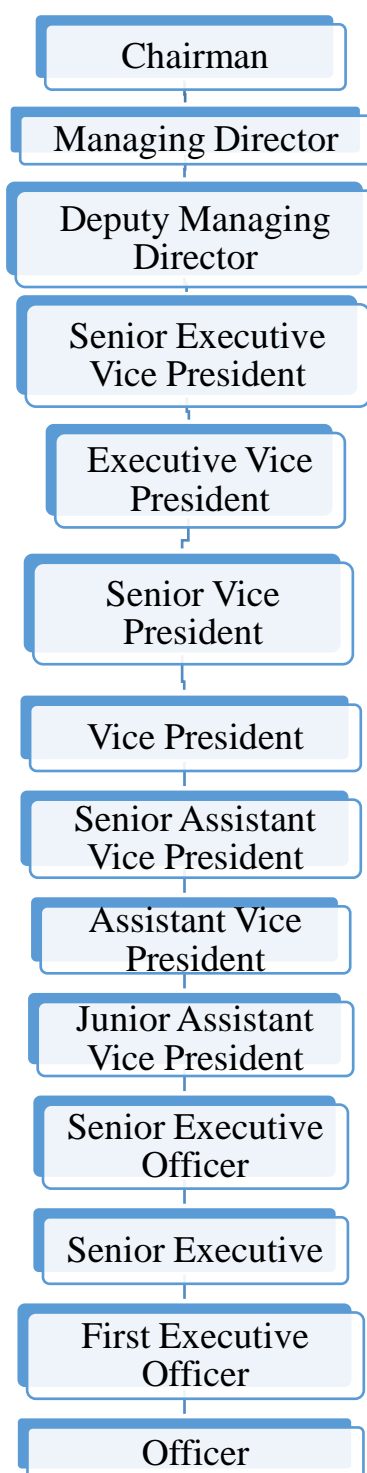 Chairman
Managing Director
Deputy Managing
Director
Senior Executive
Vice President
Executive Vice
President
Senior Vice
President
Vice President
Senior Assistant
Vice President
Assistant Vice
President
Junior Assistant
Vice President
Senior Executive
Officer
Senior Executive
First Executive
Officer
Officer